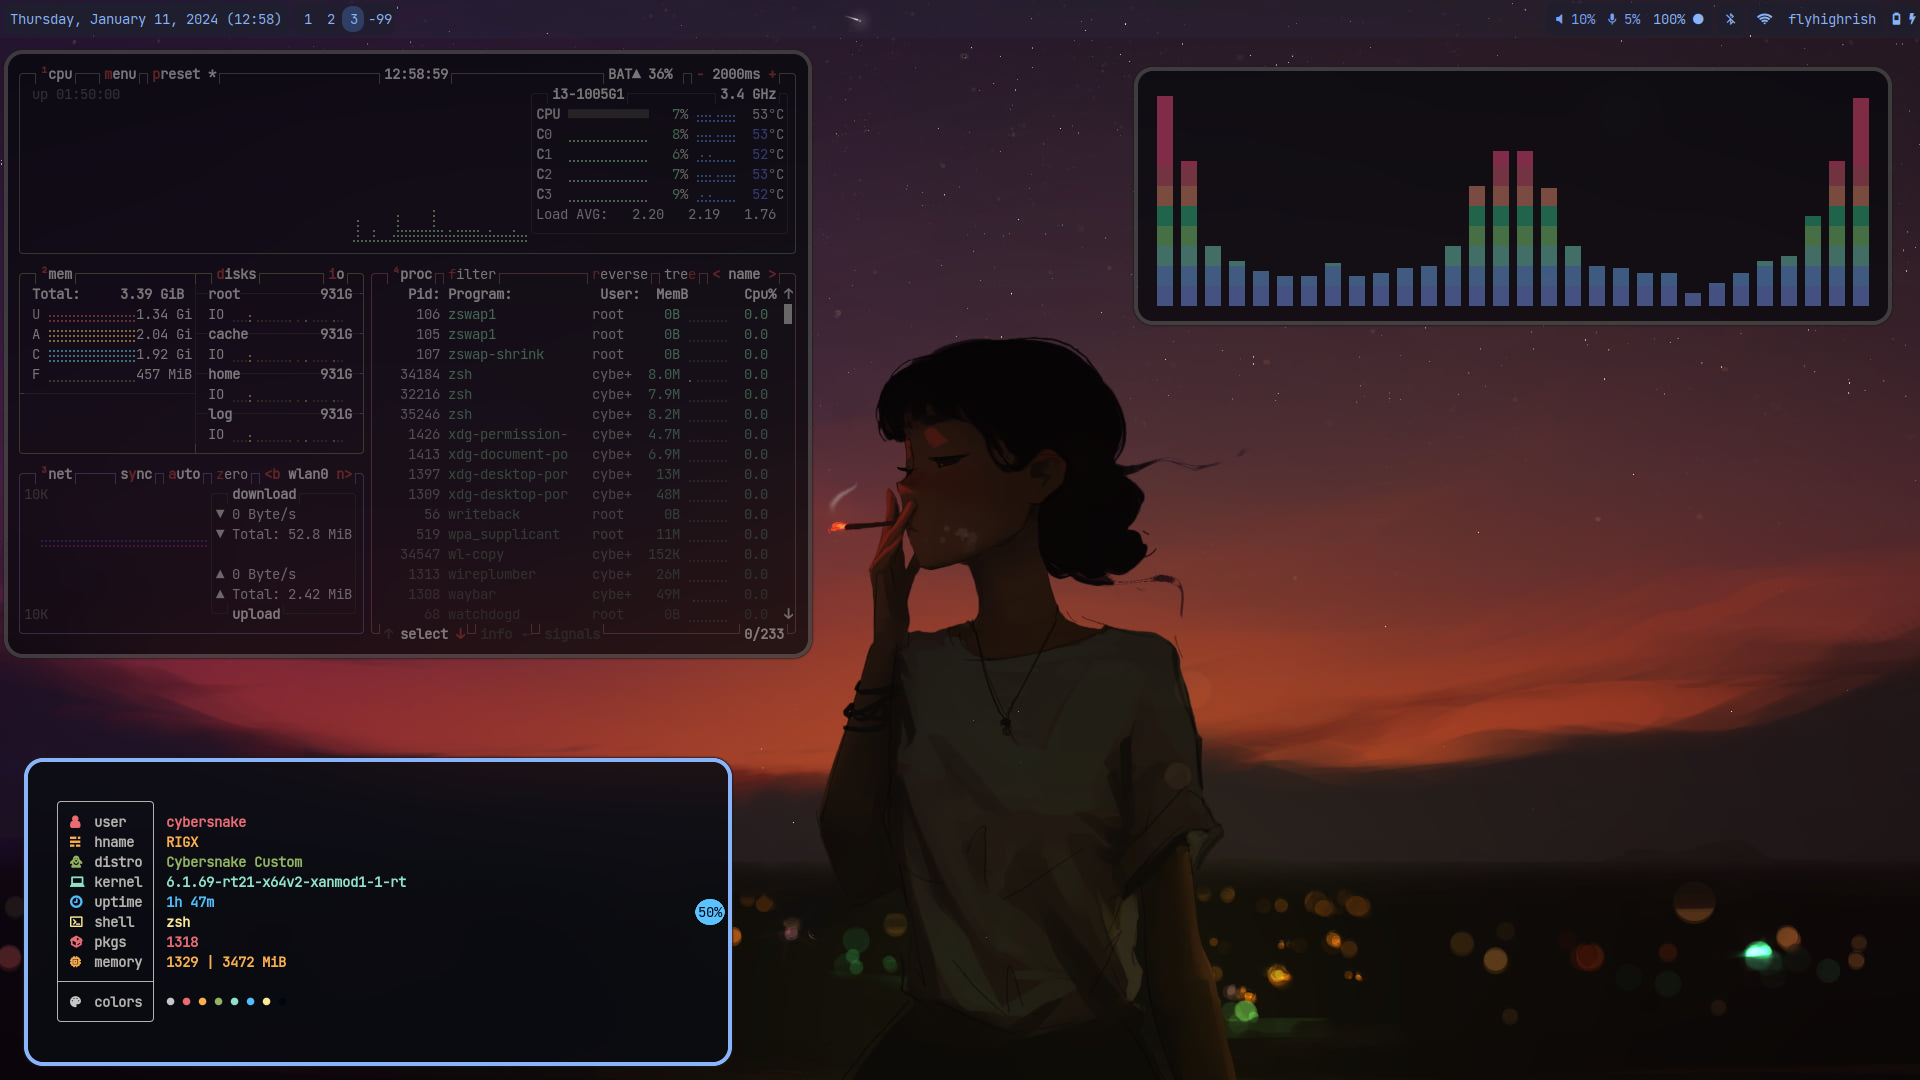 Thursday, January 11, 2024 (12:58) 1 2 3 -99 10% 5% 100% flyhighrish
1cpu menu preset * 12:58:59 BAT▲ 36% - 2000ms +
up 01:50:00 i3-1005G1 3.4 GHz
CPU 7% 53°C
C0 8% 53°C
C1 6% 52°C
C2 7% 53°C
C3 9% 52°C
Load AVG: 2.20 2.19 1.76
2mem disks io
Total: 3.39 GiB root 931G
U 1.34 Gi IO
A 2.04 Gi cache 931G
C 1.92 Gi IO
F 457 MiB home 931G
IO
log 931G
IO
3net sync auto zero <b wlan0 n>
10K download
▼ 0 Byte/s
▼ Total: 52.8 MiB
▲ 0 Byte/s
▲ Total: 2.42 MiB
10K upload
4proc filter reverse tree < name >
Pid: Program: User: MemB Cpu% ↑
106 zswap1 root 0B 0.0
105 zswap1 root 0B 0.0
107 zswap-shrink root 0B 0.0
34184 zsh cybe+ 8.0M 0.0
32216 zsh cybe+ 7.9M 0.0
35246 zsh cybe+ 8.2M 0.0
1426 xdg-permission- cybe+ 4.7M 0.0
1413 xdg-document-po cybe+ 6.9M 0.0
1397 xdg-desktop-por cybe+ 13M 0.0
1309 xdg-desktop-por cybe+ 48M 0.0
56 writeback root 0B 0.0
519 wpa_supplicant root 11M 0.0
34547 wl-copy cybe+ 152K 0.0
1313 wireplumber cybe+ 26M 0.0
1308 waybar cybe+ 49M 0.0
68 watchdogd root 0B 0.0 ↓
↑ select ↓ info signals 0/233
user cybersnake
hname RIGX
distro Cybersnake Custom
kernel 6.1.69-rt21-x64v2-xanmod1-1-rt
uptime 1h 47m
shell zsh
pkgs 1318
memory 1329 | 3472 MiB
colors
50%